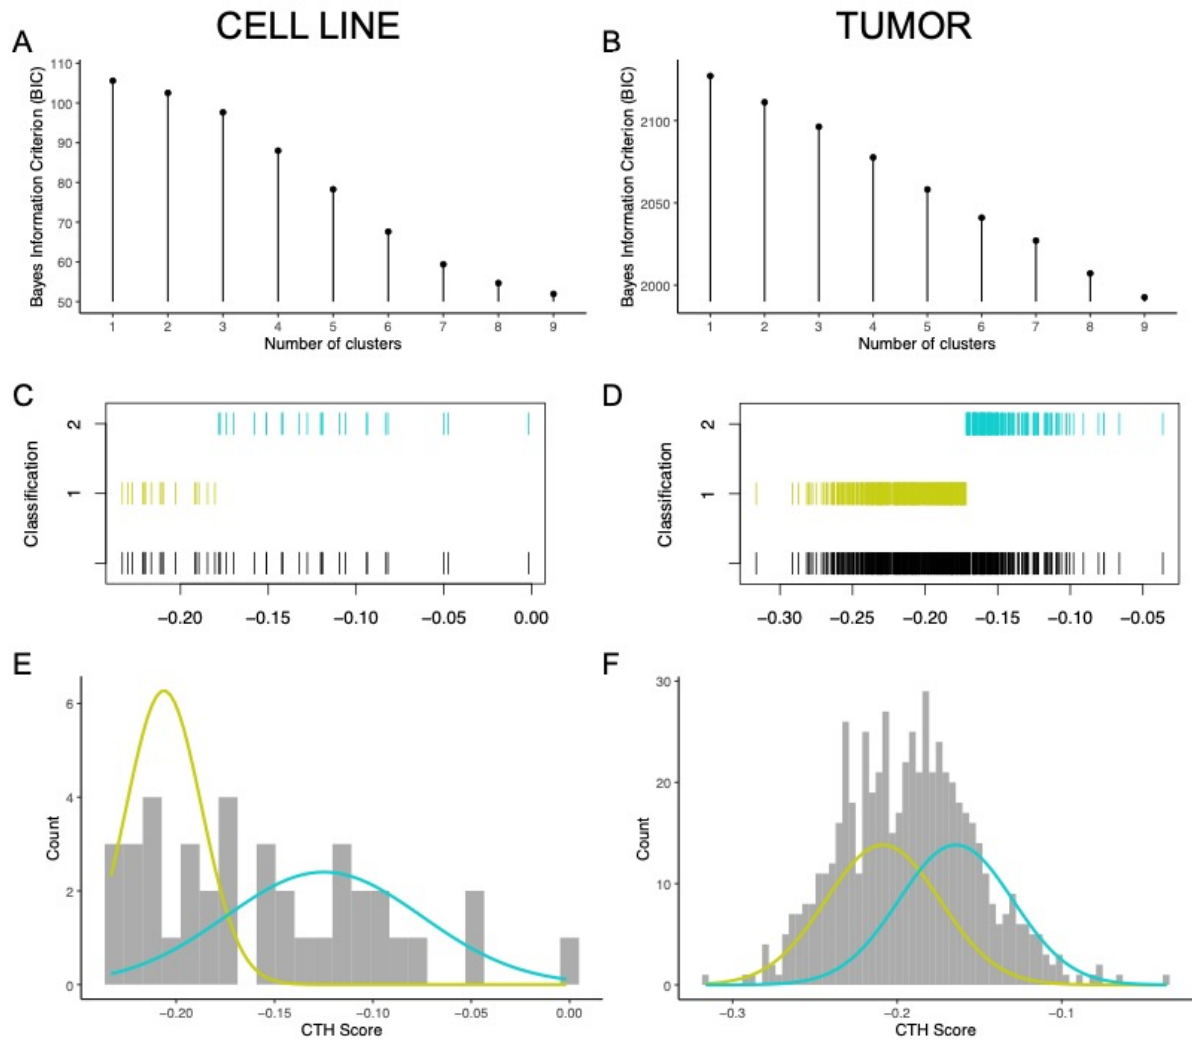 CELL LINE
TUMOR
A
B
Bayes Information Criterion (BIC)
110
100
90
80
70
60
50
1 2 3 4 5 6 7 8 9
Number of clusters
Bayes Information Criterion (BIC)
2100
2050
2000
1 2 3 4 5 6 7 8 9
Number of clusters
C
Classification
2
1
−0.20 −0.15 −0.10 −0.05 0.00
D
Classification
2
1
−0.30 −0.25 −0.20 −0.15 −0.10 −0.05
E
Count
6
4
2
0
−0.20 −0.15 −0.10 −0.05 0.00
CTH Score
F
Count
30
20
10
0
−0.3 −0.2 −0.1
CTH Score